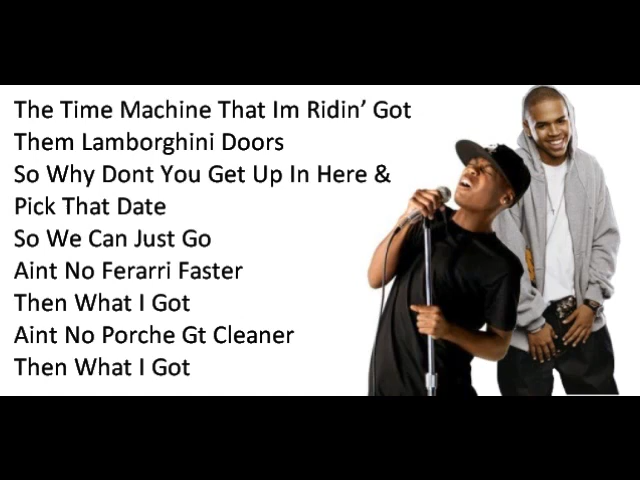 The Time Machine That Im Ridin’ Got
Them Lamborghini Doors
So Why Dont You Get Up In Here &
Pick That Date
So We Can Just Go
Aint No Ferarri Faster
Then What I Got
Aint No Porche Gt Cleaner
Then What I Got